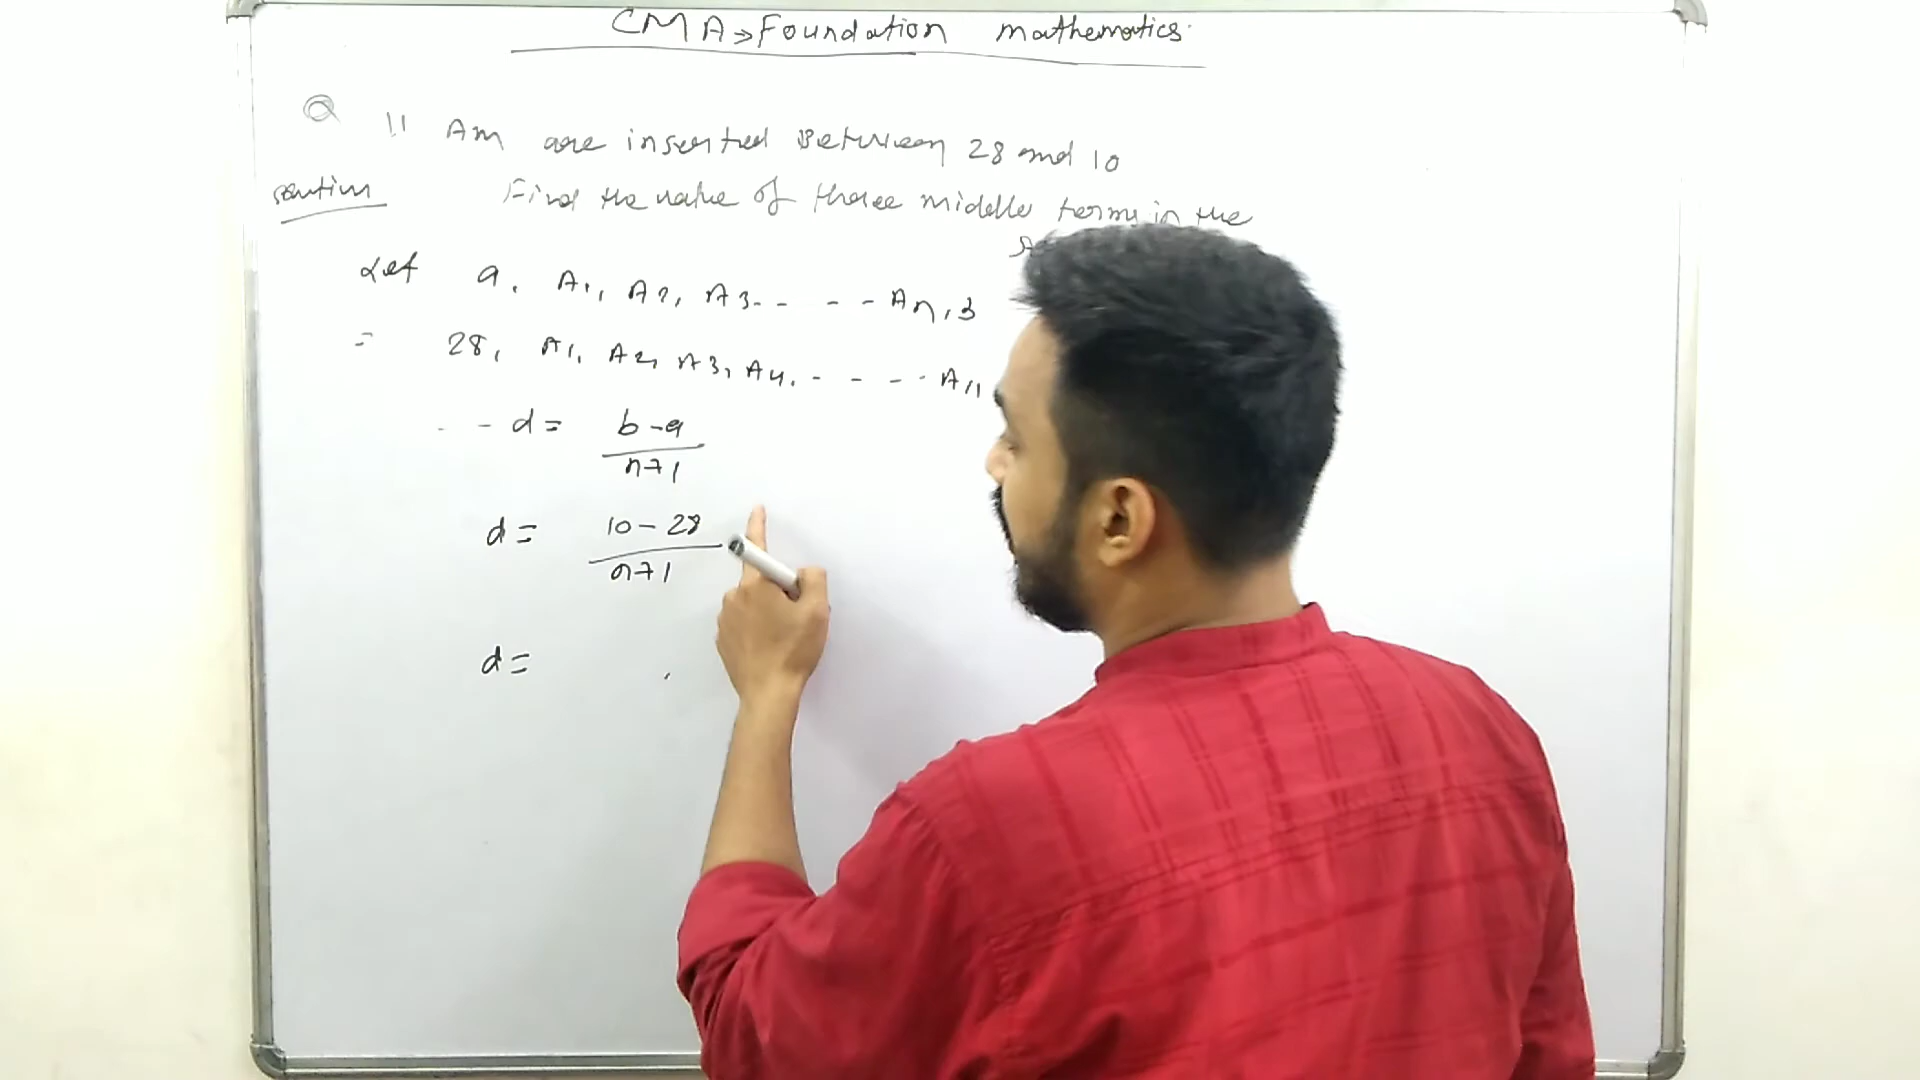 CMA→Foundation mathematics
Q 11 Am are inserted Between 28 and 10
Find the value of three middle terms in the
Let a, A1, A2, A3-- - - An, 3
= 28, A1, A2, A3, A4. - - - - A11
- - d = b-a / n+1
d = 10-28 / n+1
d =